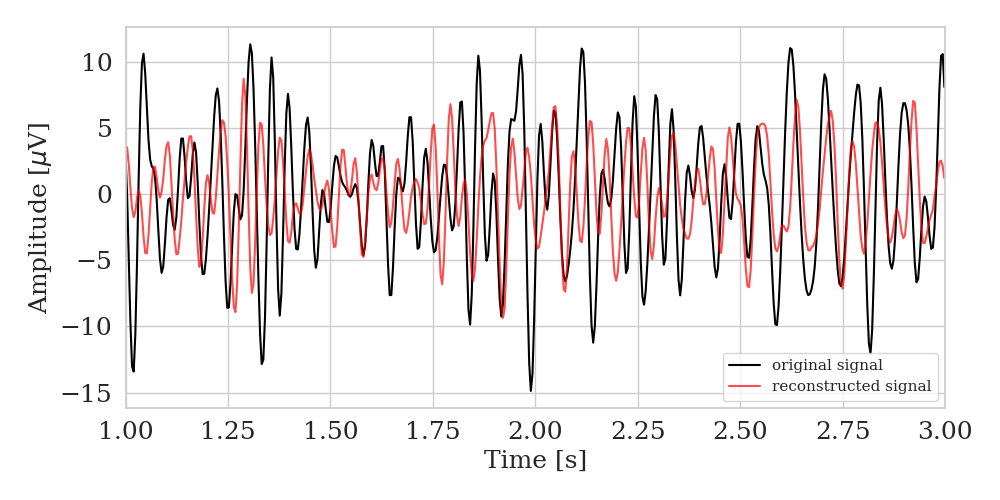 10
5
0
−5
−10
−15
Amplitude [μV]
1.00 1.25 1.50 1.75 2.00 2.25 2.50 2.75 3.00
Time [s]
original signal
reconstructed signal